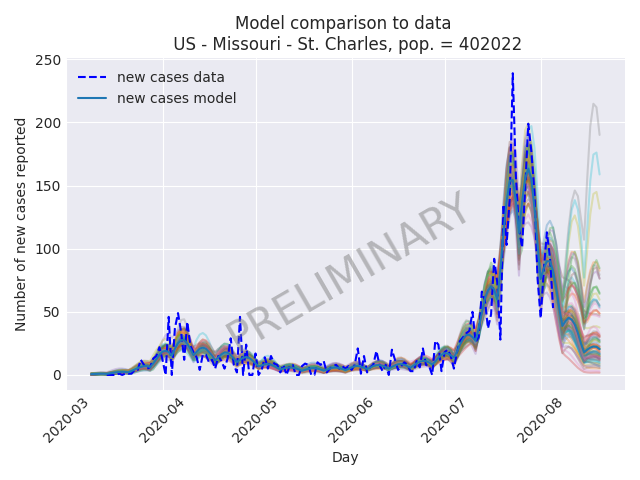 Model comparison to data
US - Missouri - St. Charles, pop. = 402022
250
200
150
100
50
0
Number of new cases reported
new cases data
new cases model
PRELIMINARY
2020-03
2020-04
2020-05
2020-06
2020-07
2020-08
Day